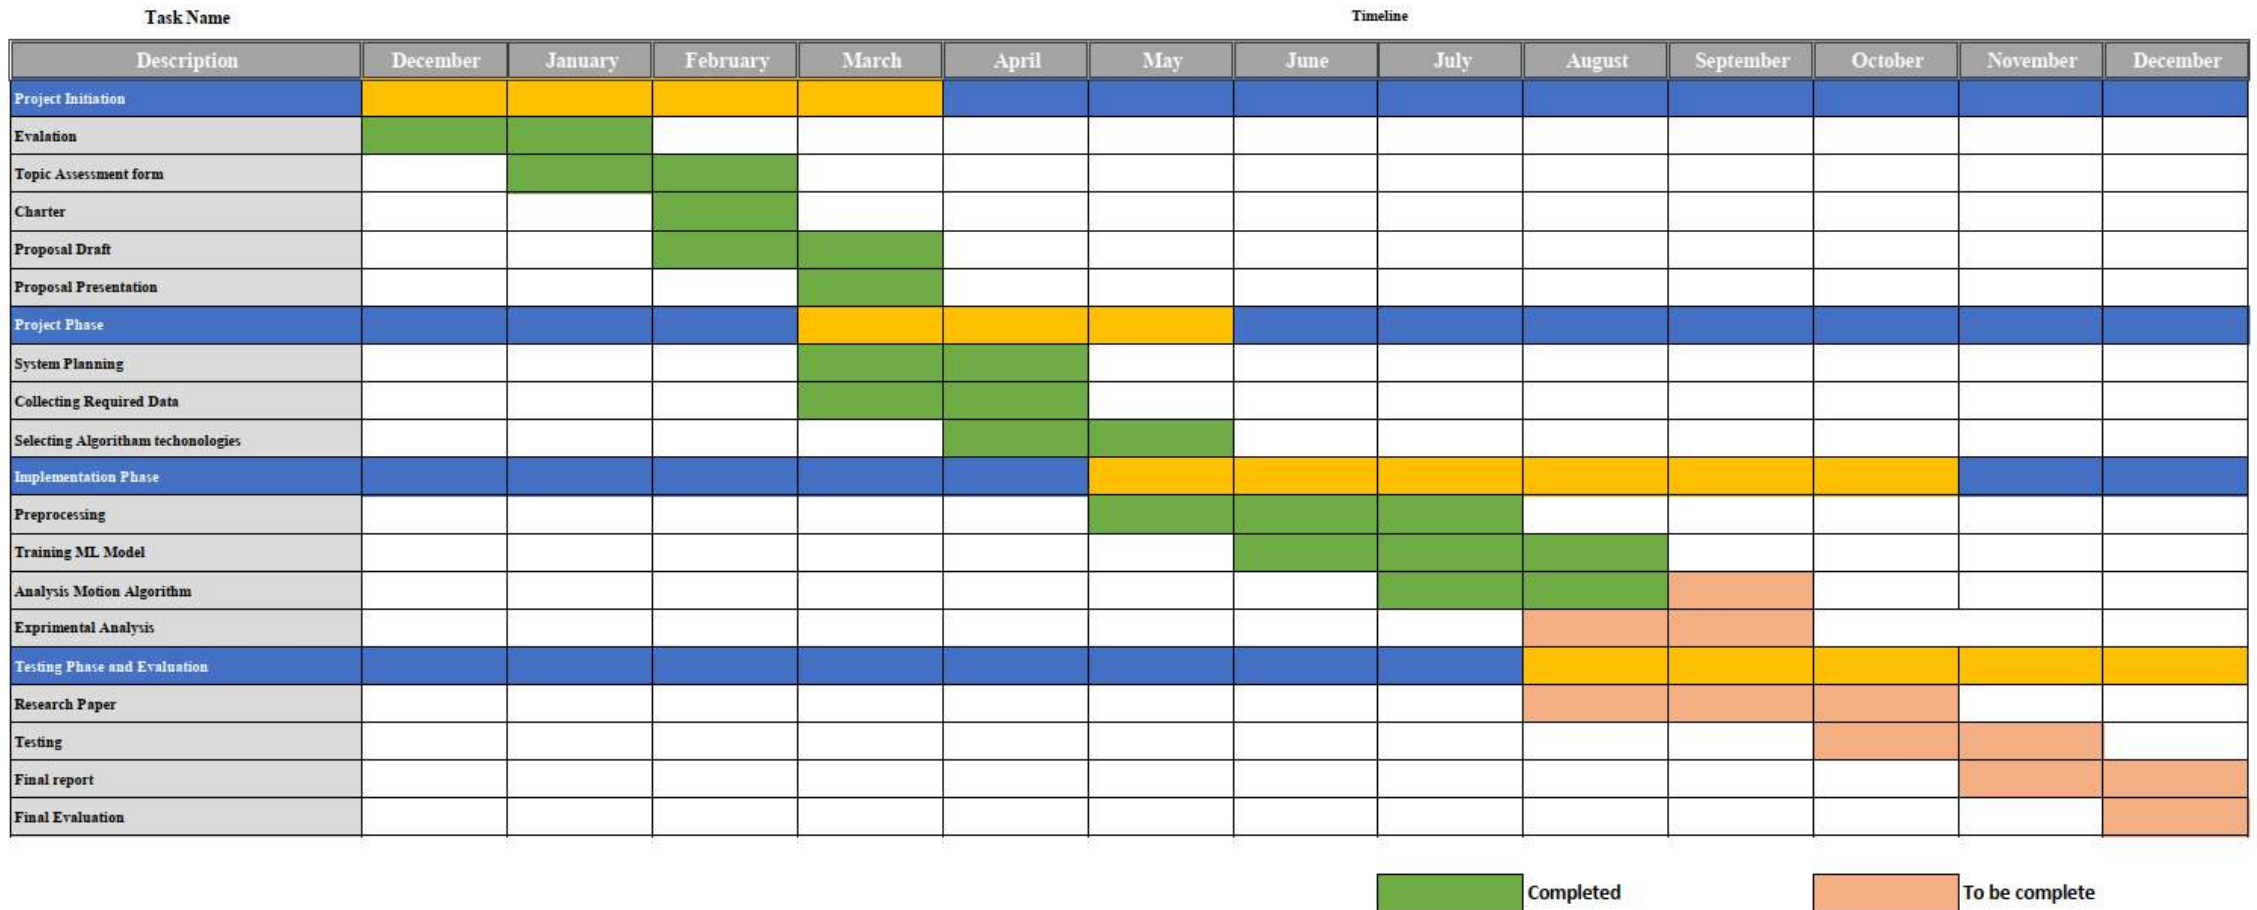 Task Name Timeline
Description December January February March April May June July August September October November December
Project Initiation
Evalation
Topic Assessment form
Charter
Proposal Draft
Proposal Presentation
Project Phase
System Planning
Collecting Required Data
Selecting Algoritham techonologies
Implementation Phase
Preprocessing
Training ML Model
Analysis Motion Algorithm
Exprimental Analysis
Testing Phase and Evaluation
Research Paper
Testing
Final report
Final Evaluation
Completed To be complete